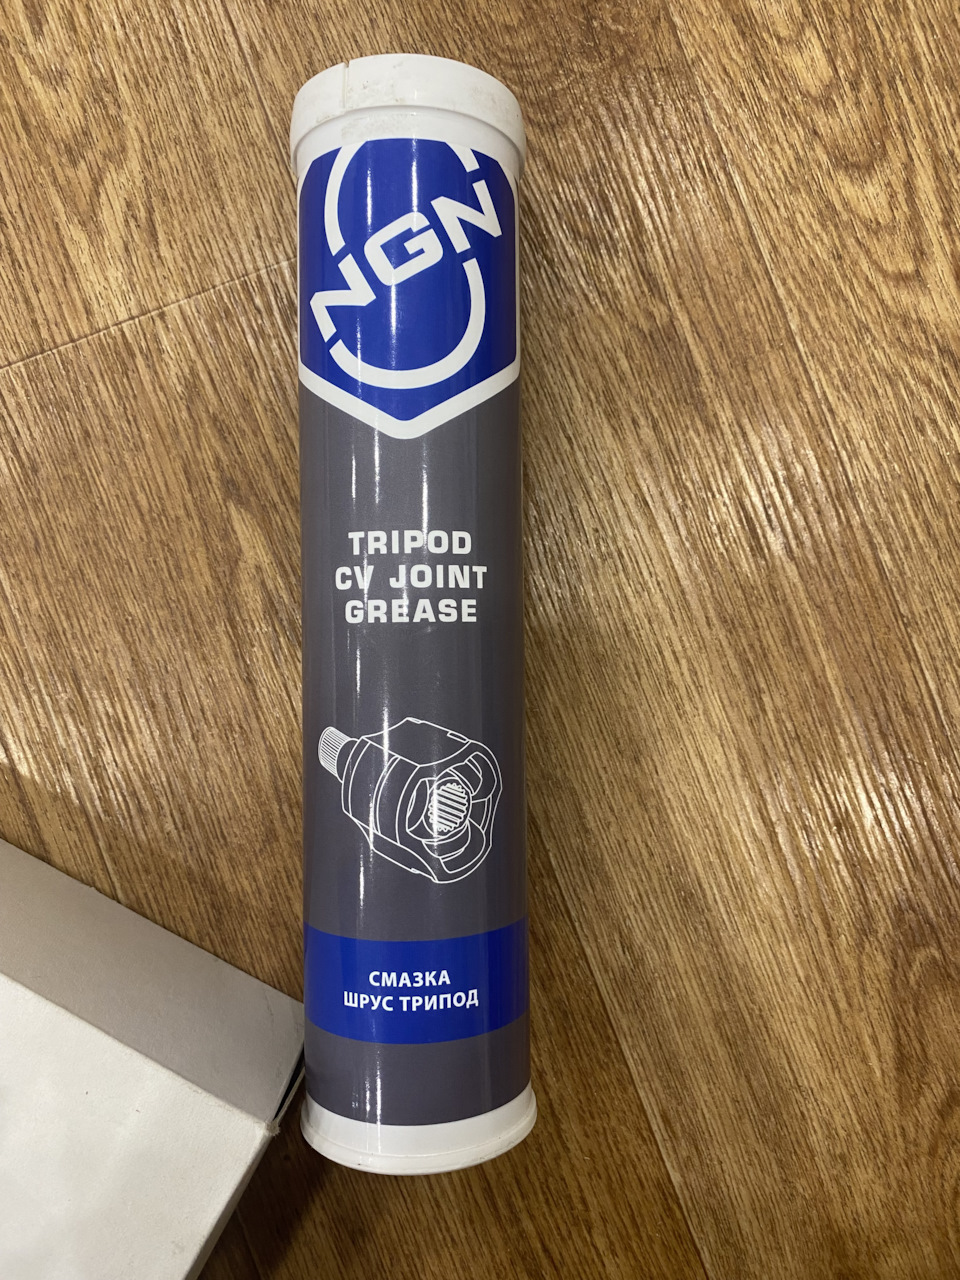 NGN
TRIPOD
CV JOINT
GREASE
СМАЗКА
ШРУС ТРИПОД